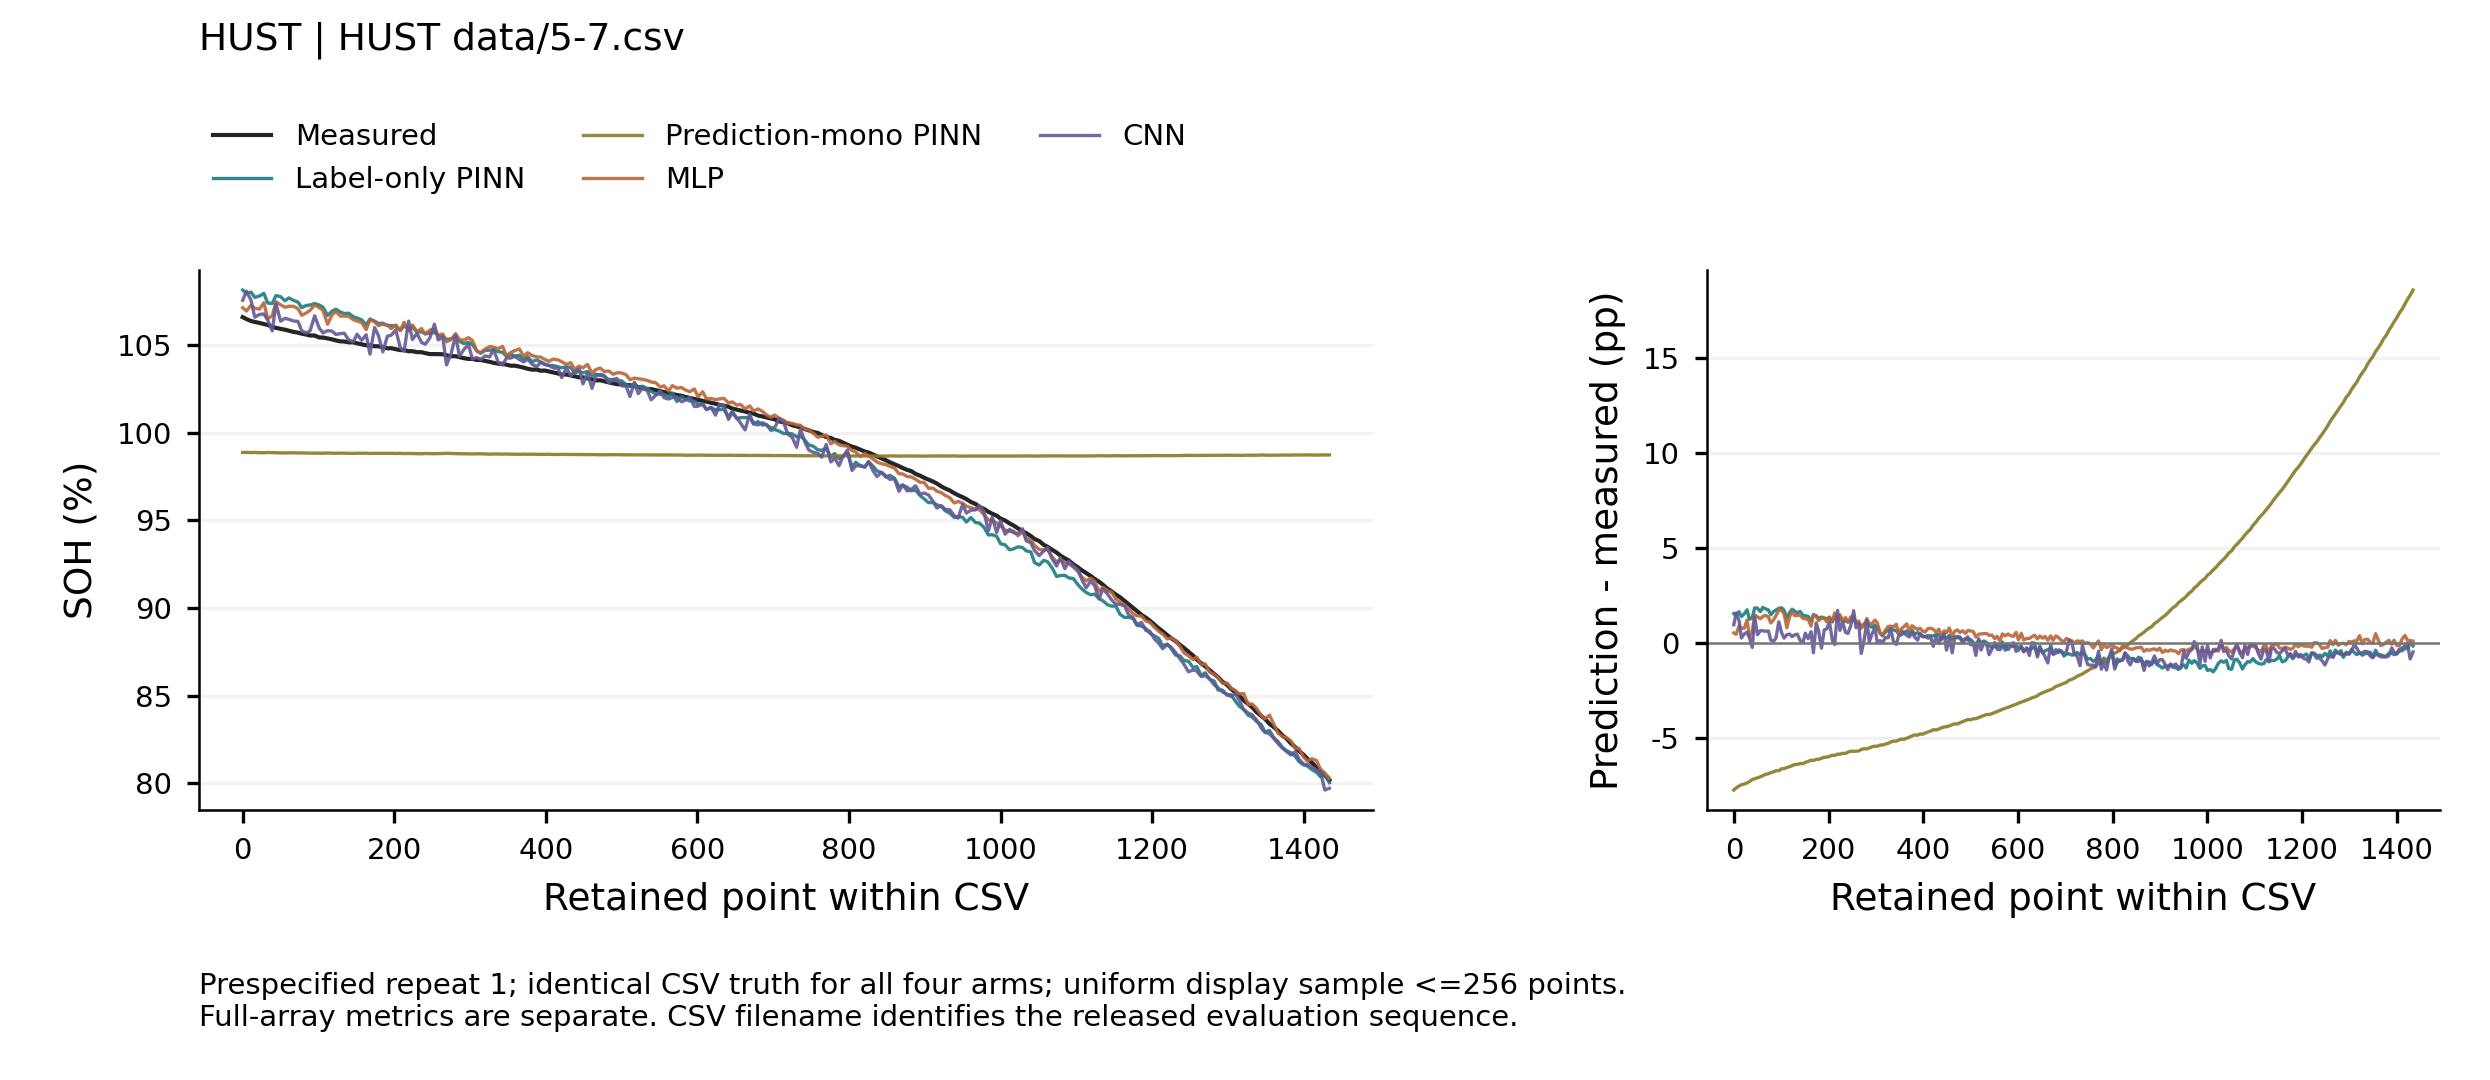 HUST | HUST data/5-7.csv
Measured
Label-only PINN
Prediction-mono PINN
MLP
CNN
SOH (%)
105
100
95
90
85
80
0 200 400 600 800 1000 1200 1400
Retained point within CSV
Prediction - measured (pp)
15
10
5
0
-5
0 200 400 600 800 1000 1200 1400
Retained point within CSV
Prespecified repeat 1; identical CSV truth for all four arms; uniform display sample <=256 points.
Full-array metrics are separate. CSV filename identifies the released evaluation sequence.